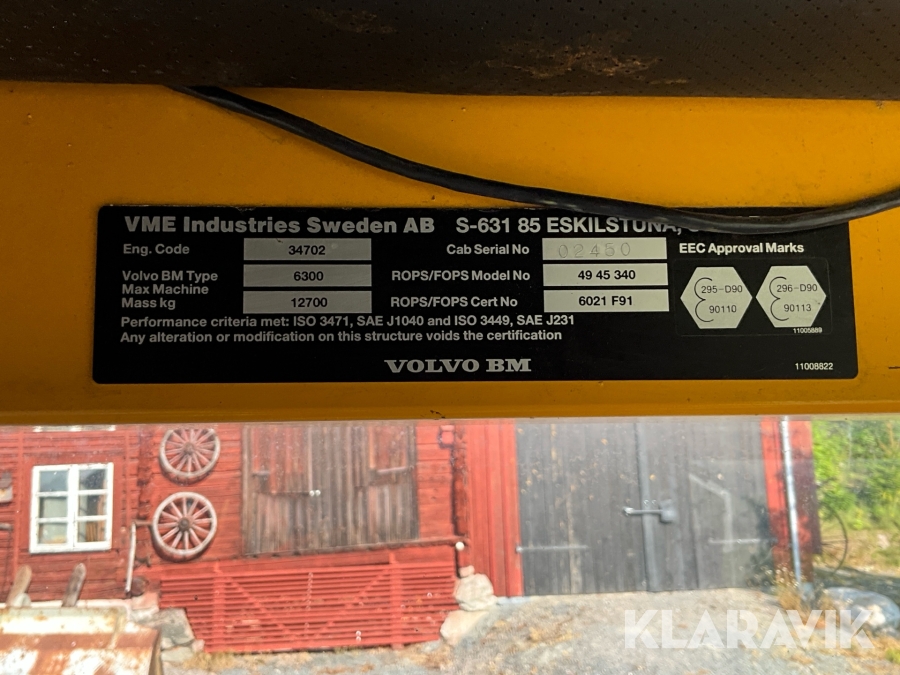 VME Industries Sweden AB S-631 85 ESKILSTUNA,
Eng. Code 34702 Cab Serial No 02450 EEC Approval Marks
Volvo BM Type 6300 ROPS/FOPS Model No 49 45 340
Max Machine
Mass kg 12700 ROPS/FOPS Cert No 6021 F91
295-D90
90110
296-D90
90113
11005889
Performance criteria met: ISO 3471, SAE J1040 and ISO 3449, SAE J231
Any alteration or modification on this structure voids the certification
VOLVO BM
11008822
KLARAVIK